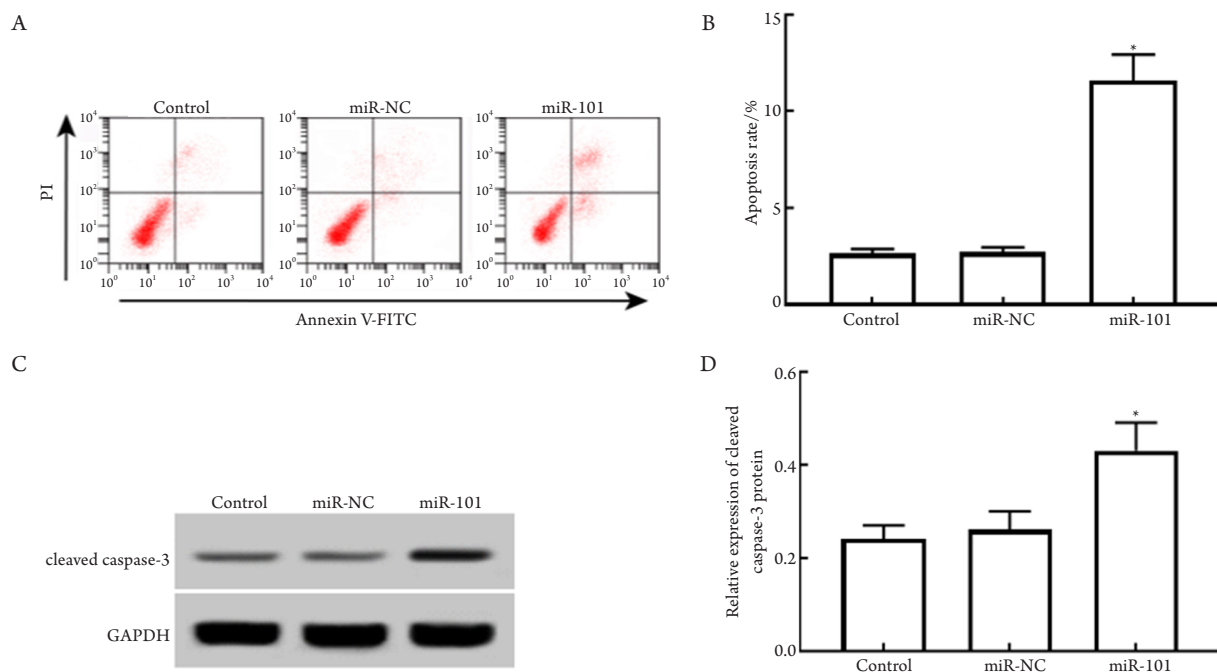 A
Control
miR-NC
miR-101
PI
10⁴
10³
10²
10¹
10⁰
10⁰ 10¹ 10² 10³ 10⁴
10⁴
10³
10²
10¹
10⁰
10⁰ 10¹ 10² 10³ 10⁴
10⁴
10³
10²
10¹
10⁰
10⁰ 10¹ 10² 10³ 10⁴
Annexin V-FITC
B
Apoptosis rate/%
15
10
5
0
*
Control miR-NC miR-101
C
Control miR-NC miR-101
cleaved caspase-3
GAPDH
D
Relative expression of cleaved
caspase-3 protein
0.6
0.4
0.2
0.0
*
Control miR-NC miR-101